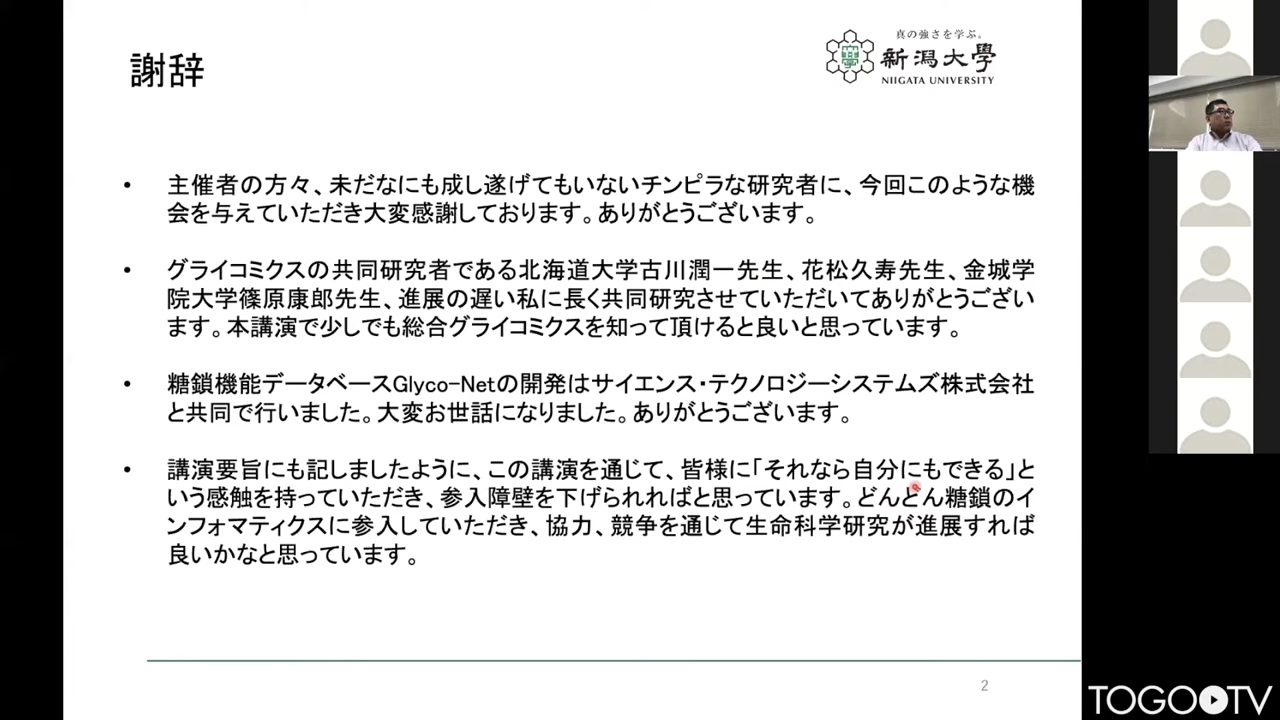 謝辞
真の強さを学ぶ。
新潟大学
NIIGATA UNIVERSITY
• 主催者の方々、未だなにも成し遂げてもいないチンピラな研究者に、今回このような機
会を与えていただき大変感謝しております。ありがとうございます。
• グライコミクスの共同研究者である北海道大学古川潤一先生、花松久寿先生、金城学
院大学篠原康郎先生、進展の遅い私に長く共同研究させていただいてありがとうござい
ます。本講演で少しでも総合グライコミクスを知って頂けると良いと思っています。
• 糖鎖機能データベースGlyco-Netの開発はサイエンス・テクノロジーシステムズ株式会社
と共同で行いました。大変お世話になりました。ありがとうございます。
• 講演要旨にも記しましたように、この講演を通じて、皆様に「それなら自分にもできる」と
いう感触を持っていただき、参入障壁を下げられればと思っています。どんどん糖鎖のイ
ンフォマティクスに参入していただき、協力、競争を通じて生命科学研究が進展すれば
良いかなと思っています。
2
TOGOTV